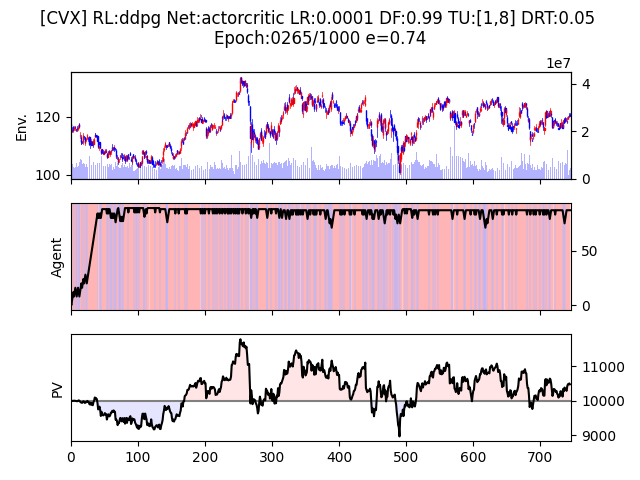 [CVX] RL:ddpg Net:actorcritic LR:0.0001 DF:0.99 TU:[1,8] DRT:0.05
Epoch:0265/1000 e=0.74
1e7
Env.
120
100
4
2
0
Agent
50
0
PV
11000
10000
9000
0 100 200 300 400 500 600 700